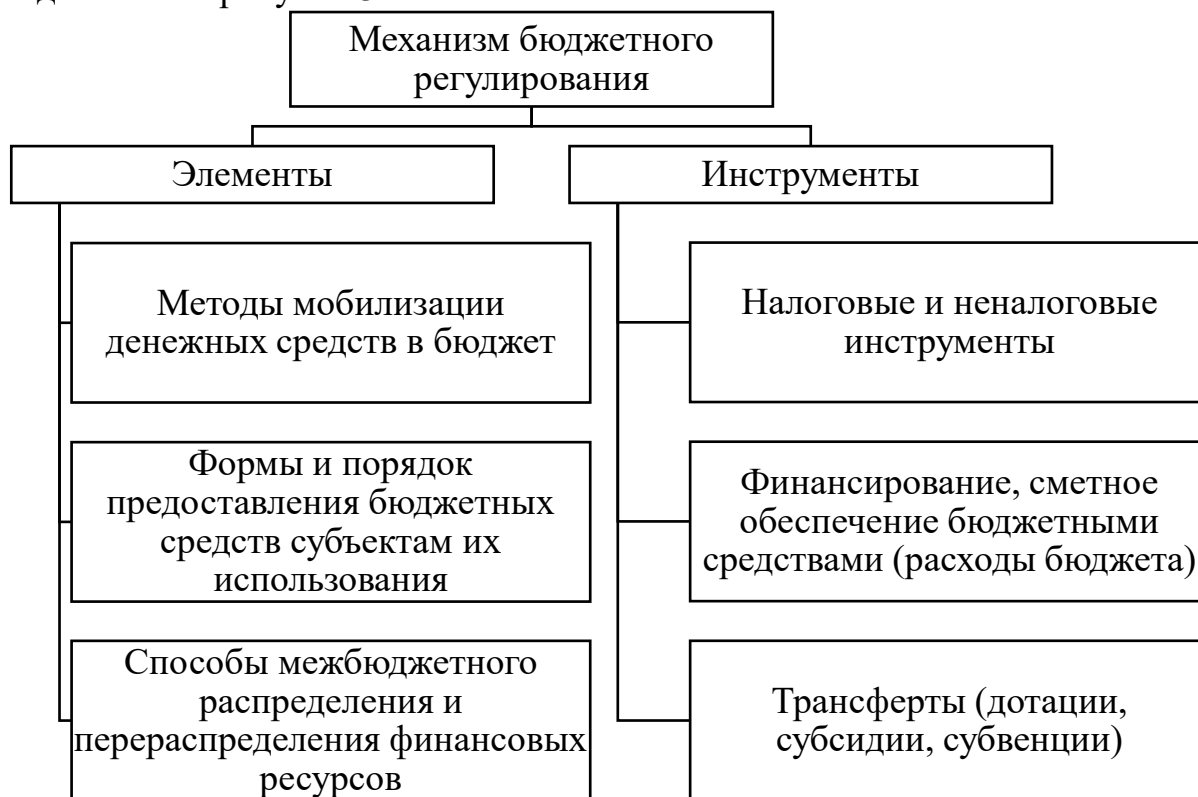 Механизм бюджетного
регулирования
Элементы
Инструменты
Методы мобилизации
денежных средств в бюджет
Налоговые и неналоговые
инструменты
Формы и порядок
предоставления бюджетных
средств субъектам их
использования
Финансирование, сметное
обеспечение бюджетными
средствами (расходы бюджета)
Способы межбюджетного
распределения и
перераспределения финансовых
ресурсов
Трансферты (дотации,
субсидии, субвенции)